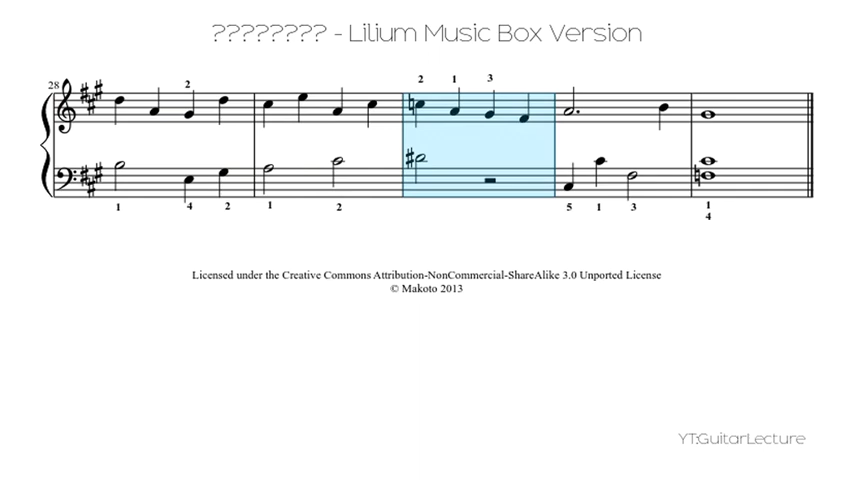 ???????? - Lilium Music Box Version
28
2
2 1 3
1 4 2 1 2 5 1 3 1
4
Licensed under the Creative Commons Attribution-NonCommercial-ShareAlike 3.0 Unported License
© Makoto 2013
YT:GuitarLecture